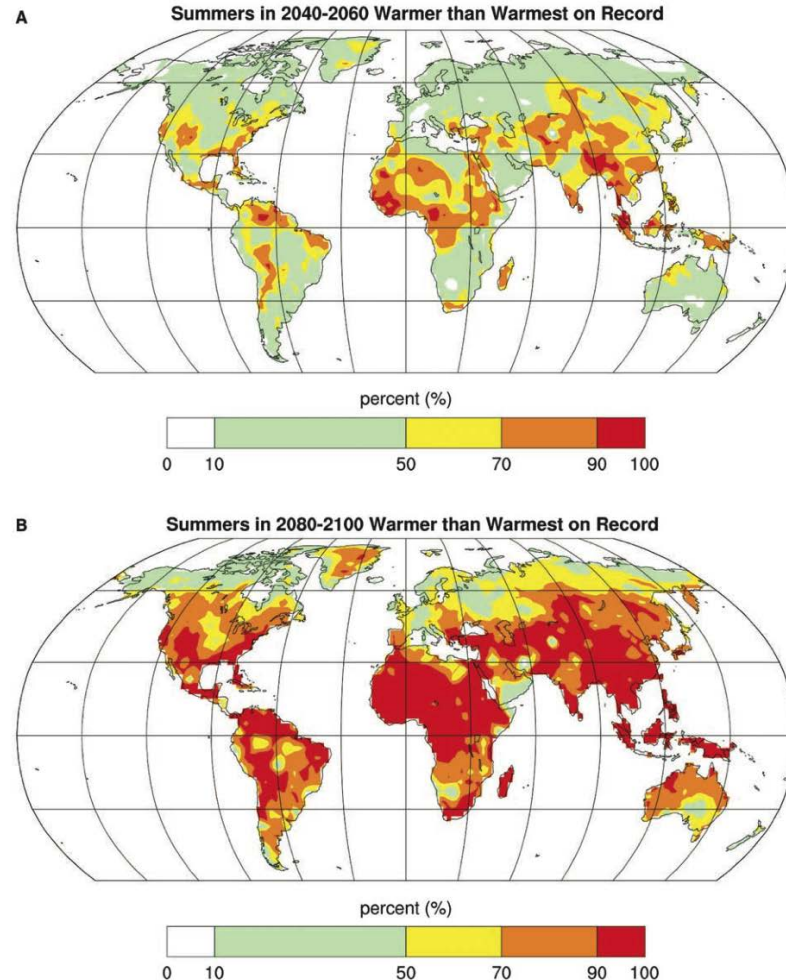 A
Summers in 2040-2060 Warmer than Warmest on Record
percent (%)
0 10 50 70 90 100
B
Summers in 2080-2100 Warmer than Warmest on Record
percent (%)
0 10 50 70 90 100